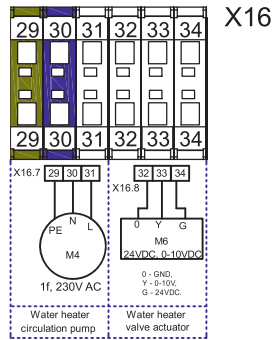 X16
29 30 31 32 33 34
29 30 31 32 33 34
X16.7 29 30 31
32 33 34
X16.8
PE N L
0 Y G
M4
M6
24VDC, 0-10VDC
1f, 230V AC
0 - GND,
Y - 0-10V,
G - 24VDC.
Water heater
circulation pump
Water heater
valve actuator